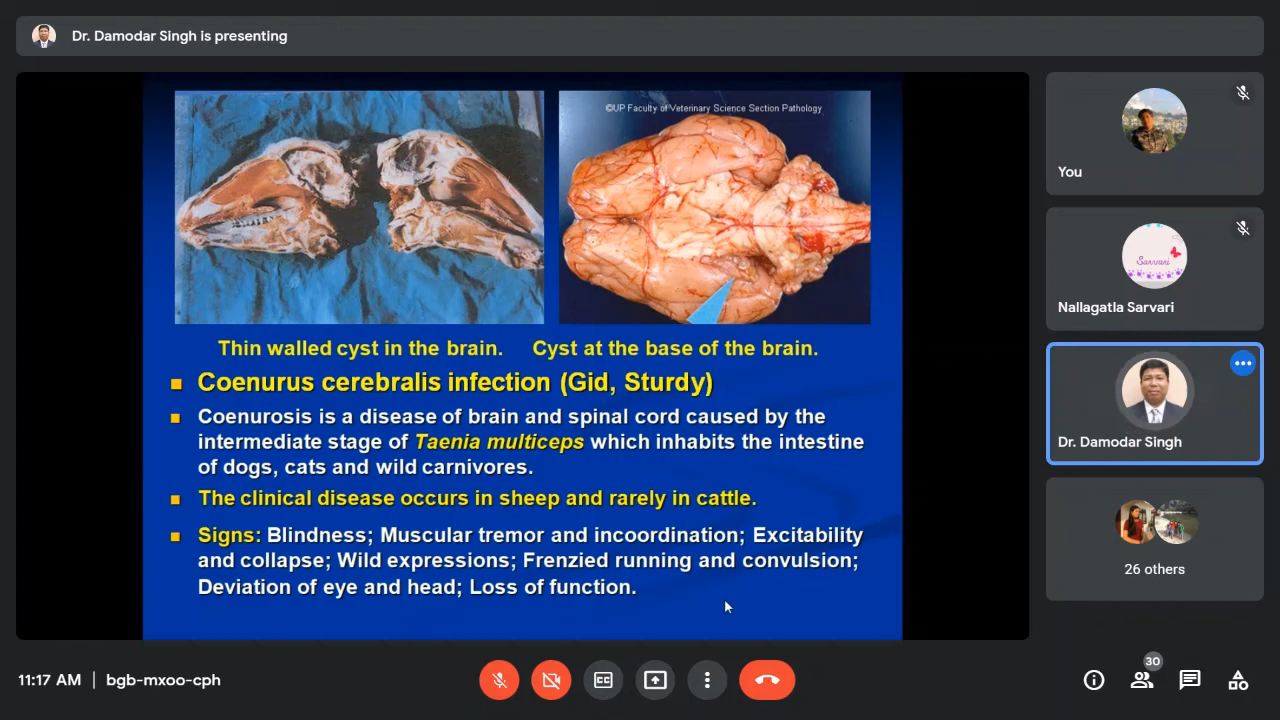 Dr. Damodar Singh is presenting
©UP Faculty of Veterinary Science Section Pathology
Thin walled cyst in the brain. Cyst at the base of the brain.
Coenurus cerebralis infection (Gid, Sturdy)
Coenurosis is a disease of brain and spinal cord caused by the
intermediate stage of Taenia multiceps which inhabits the intestine
of dogs, cats and wild carnivores.
The clinical disease occurs in sheep and rarely in cattle.
Signs: Blindness; Muscular tremor and incoordination; Excitability
and collapse; Wild expressions; Frenzied running and convulsion;
Deviation of eye and head; Loss of function.
You
Sarvari
Nallagatla Sarvari
Dr. Damodar Singh
26 others
11:17 AM | bgb-mxoo-cph
CC
30